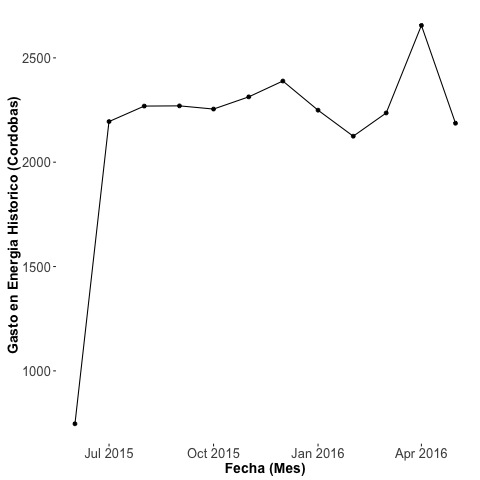 2500
2000
1500
1000
Gasto en Energia Historico (Cordobas)
Jul 2015 Oct 2015 Jan 2016 Apr 2016
Fecha (Mes)